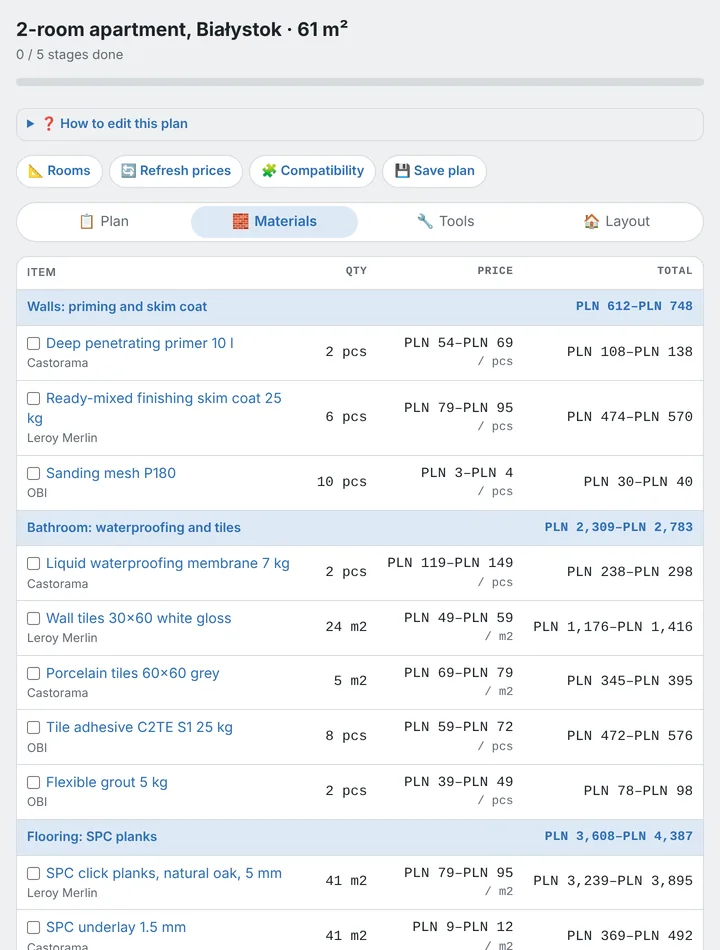 2-room apartment, Białystok · 61 m²
0 / 5 stages done
How to edit this plan
Rooms Refresh prices Compatibility Save plan
Plan Materials Tools Layout
ITEM QTY PRICE TOTAL
Walls: priming and skim coat PLN 612–PLN 748
Deep penetrating primer 10 l 2 pcs PLN 54–PLN 69 / pcs PLN 108–PLN 138
Castorama
Ready-mixed finishing skim coat 25
kg 6 pcs PLN 79–PLN 95 / pcs PLN 474–PLN 570
Leroy Merlin
Sanding mesh P180 10 pcs PLN 3–PLN 4 / pcs PLN 30–PLN 40
OBI
Bathroom: waterproofing and tiles PLN 2,309–PLN 2,783
Liquid waterproofing membrane 7 kg 2 pcs PLN 119–PLN 149 / pcs PLN 238–PLN 298
Castorama
Wall tiles 30×60 white gloss 24 m2 PLN 49–PLN 59 / m2 PLN 1,176–PLN 1,416
Leroy Merlin
Porcelain tiles 60×60 grey 5 m2 PLN 69–PLN 79 / m2 PLN 345–PLN 395
Castorama
Tile adhesive C2TE S1 25 kg 8 pcs PLN 59–PLN 72 / pcs PLN 472–PLN 576
OBI
Flexible grout 5 kg 2 pcs PLN 39–PLN 49 / pcs PLN 78–PLN 98
OBI
Flooring: SPC planks PLN 3,608–PLN 4,387
SPC click planks, natural oak, 5 mm 41 m2 PLN 79–PLN 95 / m2 PLN 3,239–PLN 3,895
Leroy Merlin
SPC underlay 1.5 mm 41 m2 PLN 9–PLN 12 / m2 PLN 369–PLN 492
Castorama